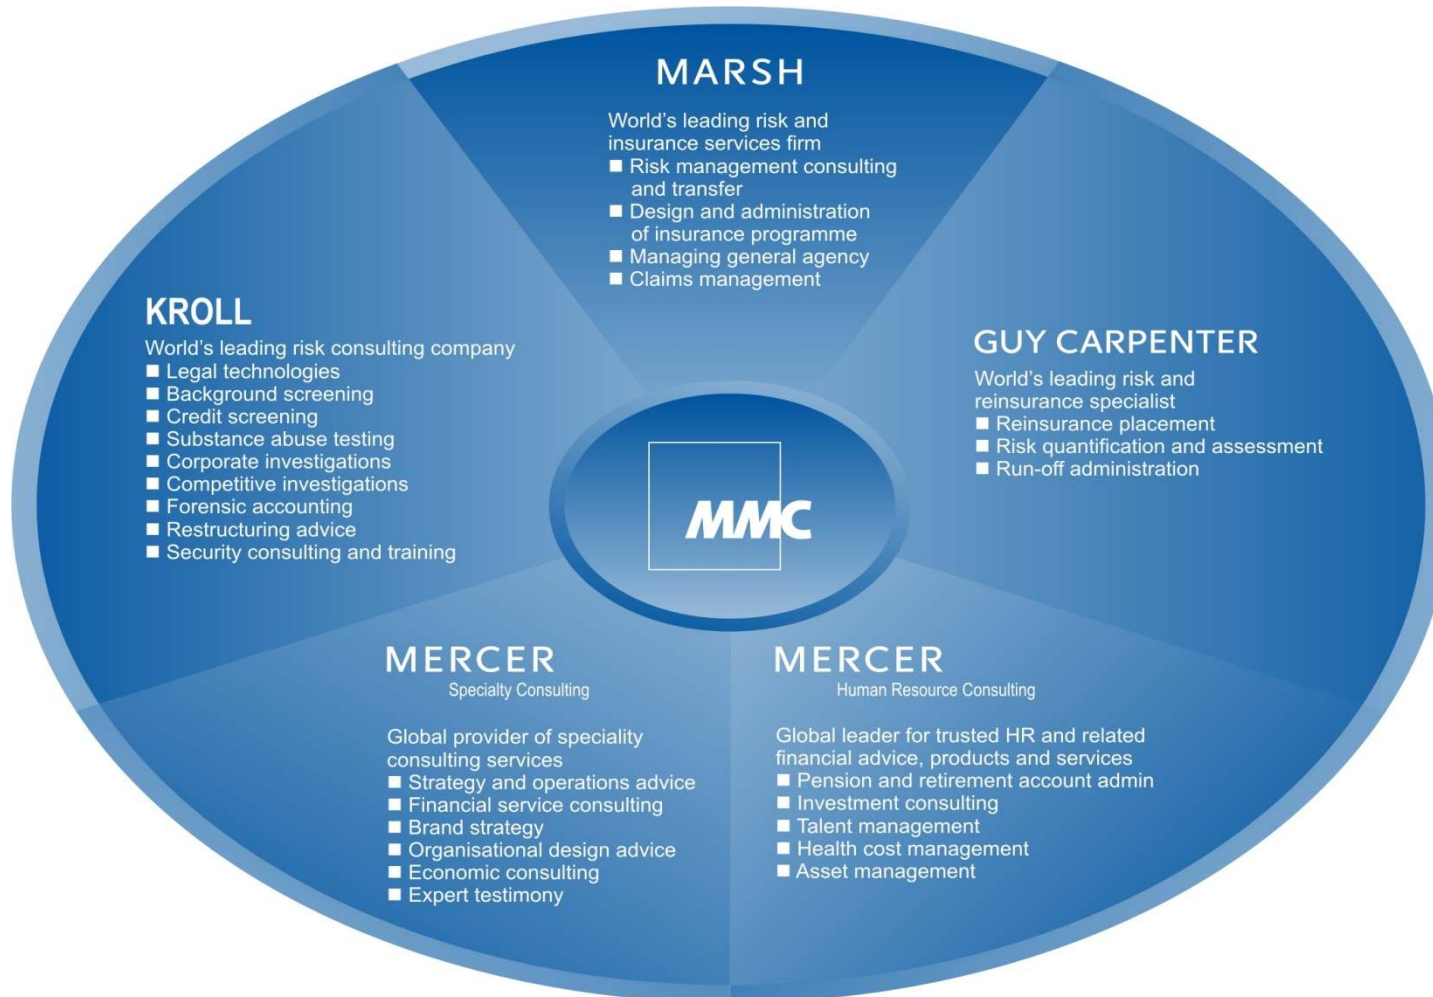 MARSH
World's leading risk and
insurance services firm
■ Risk management consulting
and transfer
■ Design and administration
of insurance programme
■ Managing general agency
■ Claims management
KROLL
World's leading risk consulting company
■ Legal technologies
■ Background screening
■ Credit screening
■ Substance abuse testing
■ Corporate investigations
■ Competitive investigations
■ Forensic accounting
■ Restructuring advice
■ Security consulting and training
GUY CARPENTER
World's leading risk and
reinsurance specialist
■ Reinsurance placement
■ Risk quantification and assessment
■ Run-off administration
MMC
MERCER
Specialty Consulting
Global provider of speciality
consulting services
■ Strategy and operations advice
■ Financial service consulting
■ Brand strategy
■ Organisational design advice
■ Economic consulting
■ Expert testimony
MERCER
Human Resource Consulting
Global leader for trusted HR and related
financial advice, products and services
■ Pension and retirement account admin
■ Investment consulting
■ Talent management
■ Health cost management
■ Asset management